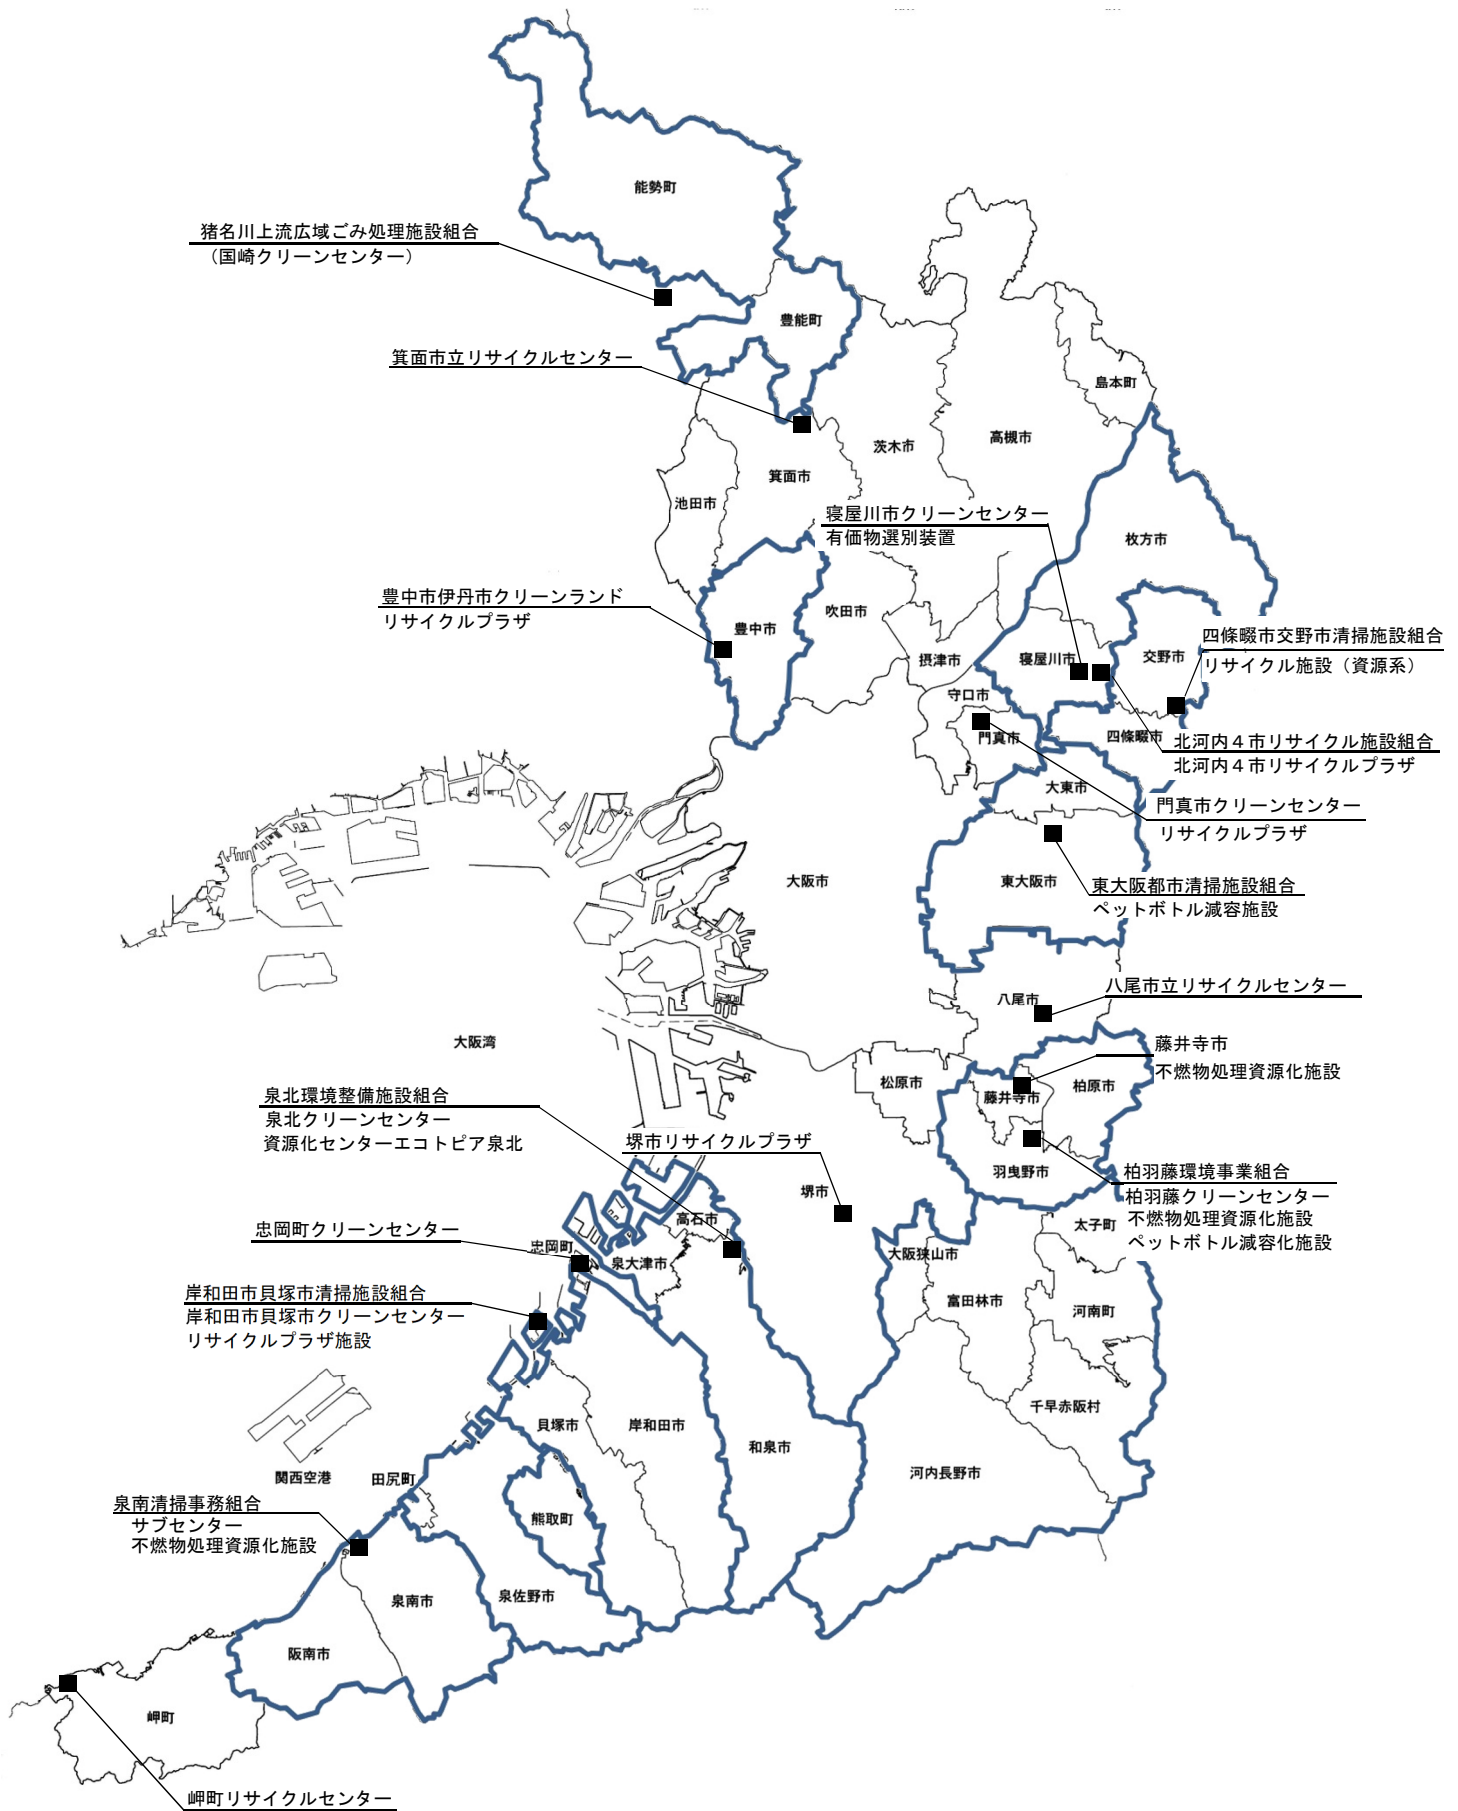 能勢町
猪名川上流広域ごみ処理施設組合
（国崎クリーンセンター）
豊能町
箕面市立リサイクルセンター
島本町
高槻市
茨木市
箕面市
池田市
寝屋川市クリーンセンター
有価物選別装置
枚方市
豊中市伊丹市クリーンランド
リサイクルプラザ
豊中市
吹田市
摂津市
寝屋川市
交野市
四條畷市交野市清掃施設組合
リサイクル施設（資源系）
守口市
門真市
四條畷市
北河内４市リサイクル施設組合
北河内４市リサイクルプラザ
大東市
門真市クリーンセンター
リサイクルプラザ
大阪市
東大阪市
東大阪都市清掃施設組合
ペットボトル減容施設
八尾市
八尾市立リサイクルセンター
大阪湾
藤井寺市
不燃物処理資源化施設
松原市
藤井寺市
柏原市
泉北環境整備施設組合
泉北クリーンセンター
資源化センターエコトピア泉北
堺市リサイクルプラザ
羽曳野市
柏羽藤環境事業組合
柏羽藤クリーンセンター
不燃物処理資源化施設
ペットボトル減容化施設
堺市
高石市
太子町
忠岡町クリーンセンター
忠岡町
泉大津市
大阪狭山市
岸和田市貝塚市清掃施設組合
岸和田市貝塚市クリーンセンター
リサイクルプラザ施設
富田林市
河南町
千早赤阪村
貝塚市
岸和田市
和泉市
河内長野市
関西空港
田尻町
泉南清掃事務組合
サブセンター
不燃物処理資源化施設
熊取町
泉南市
泉佐野市
阪南市
岬町
岬町リサイクルセンター